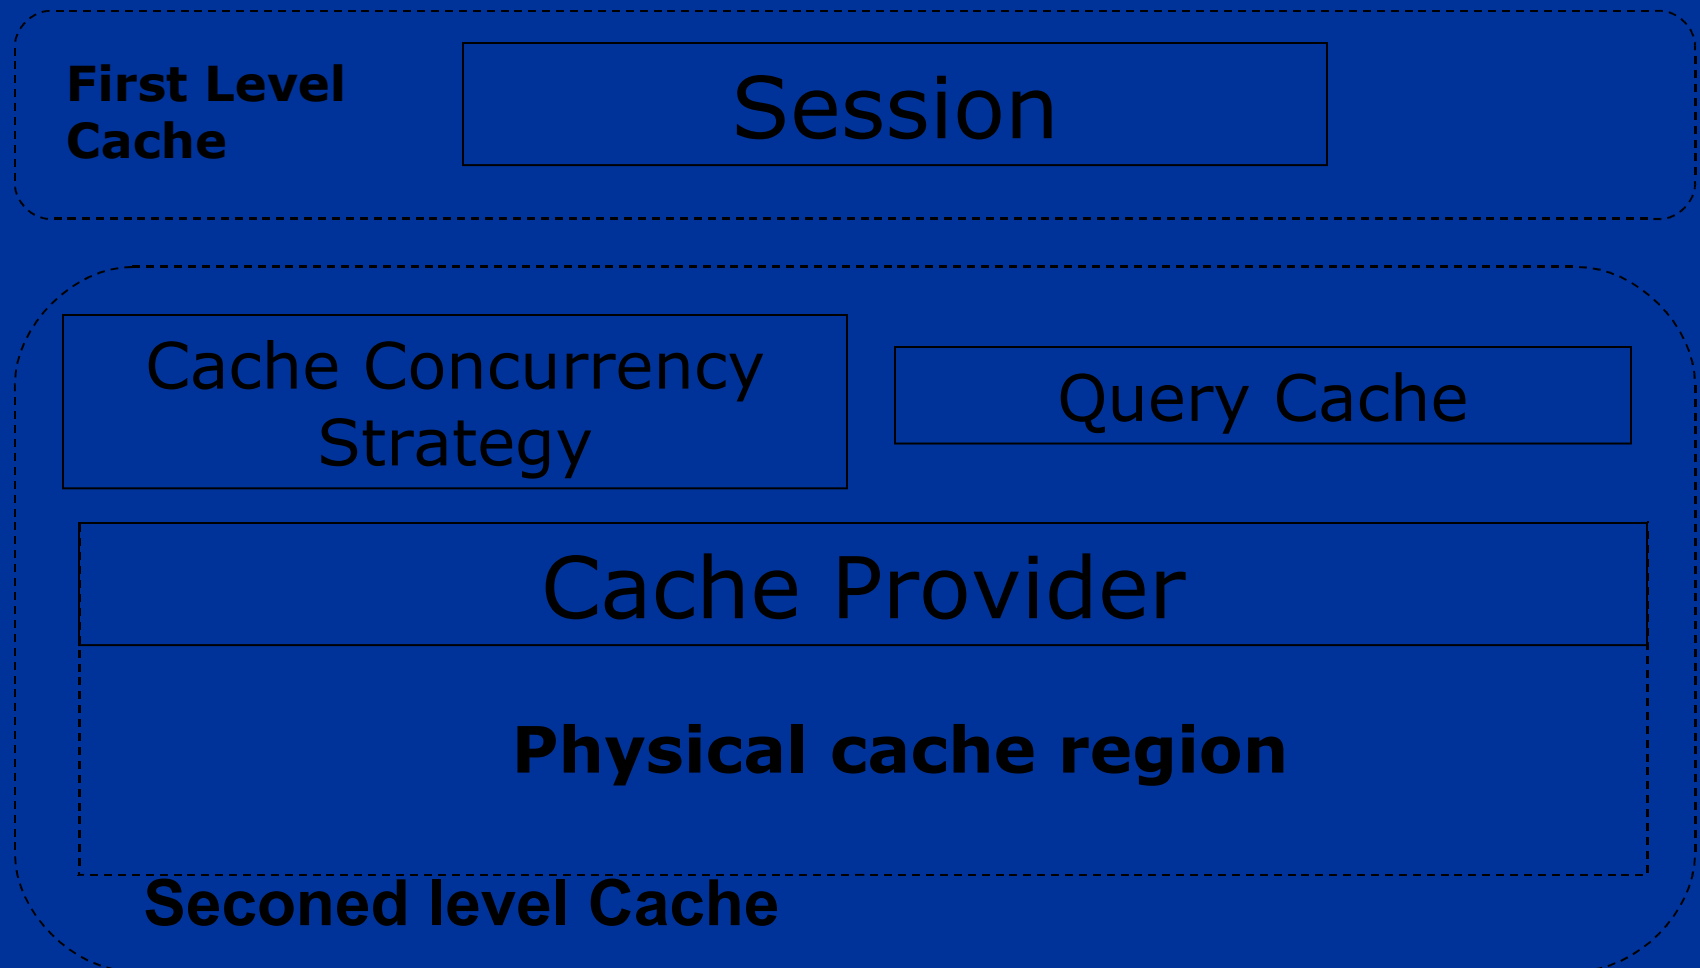 First Level
Cache
Session
Cache Concurrency
Strategy
Query Cache
Cache Provider
Physical cache region
Seconed level Cache